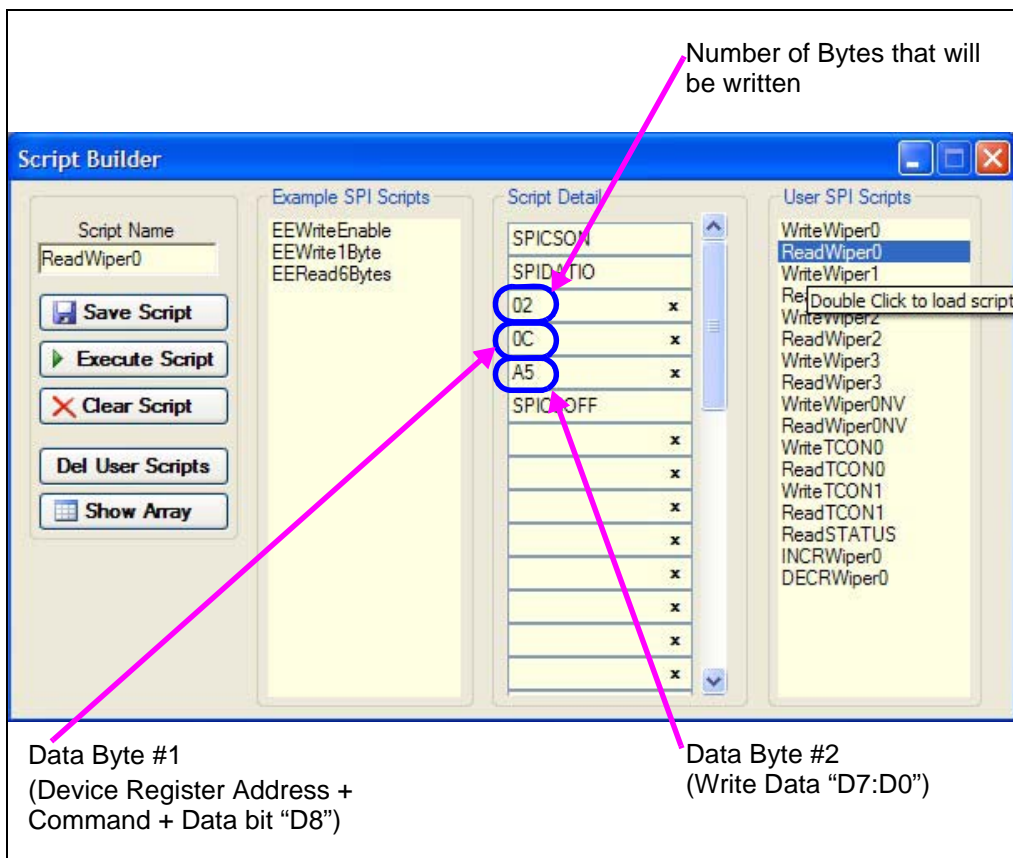 Number of Bytes that will
be written
Script Builder
Script Name
ReadWiper0
Save Script
Execute Script
Clear Script
Del User Scripts
Show Array
Example SPI Scripts
EEWriteEnable
EEWrite1Byte
EERead6Bytes
Script Detail
SPICSON
SPIDATIO
02 x
0C x
A5 x
OFF
x
x
x
x
x
x
x
x
User SPI Scripts
WriteWiper0
ReadWiper0
WriteWiper1
Double Click to load script
WriteWiper2
ReadWiper2
WriteWiper3
ReadWiper3
WriteWiper0NV
ReadWiper0NV
WriteTCON0
ReadTCON0
WriteTCON1
ReadTCON1
ReadSTATUS
INCRWiper0
DECRWiper0
Data Byte #1
(Device Register Address +
Command + Data bit “D8”)
Data Byte #2
(Write Data “D7:D0”)